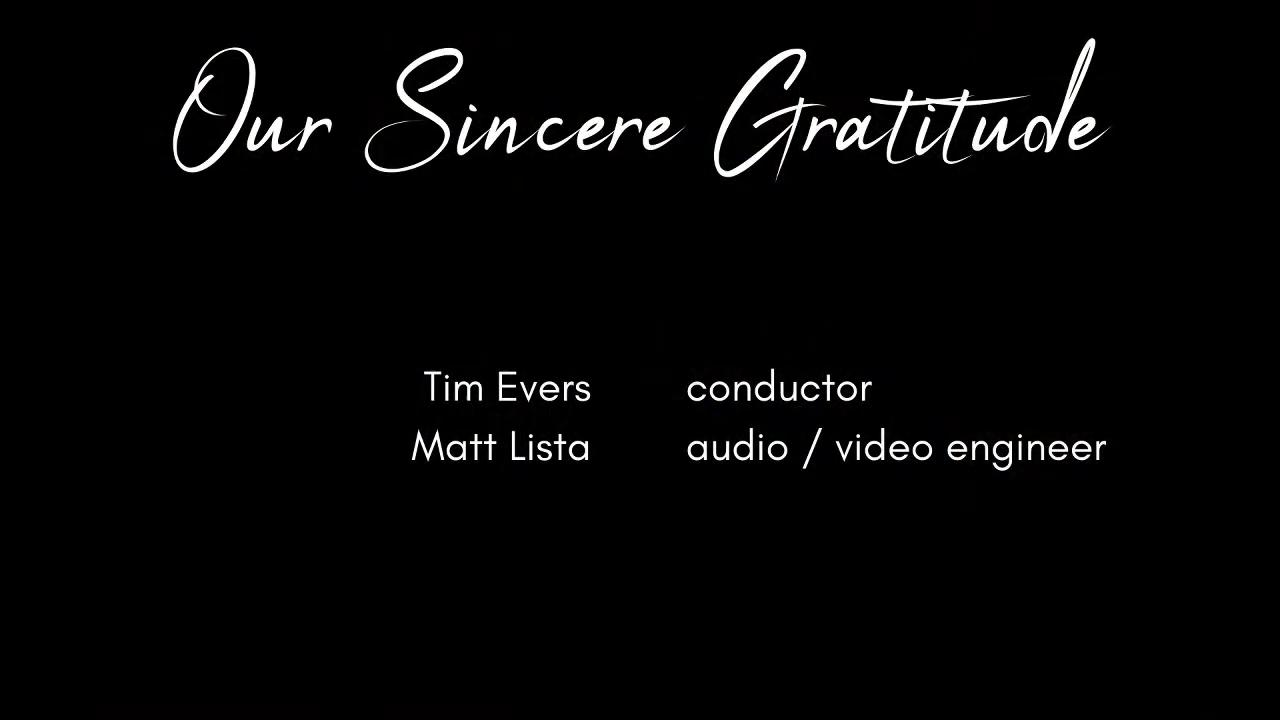 Our Sincere Gratitude
Tim Evers conductor
Matt Lista audio / video engineer